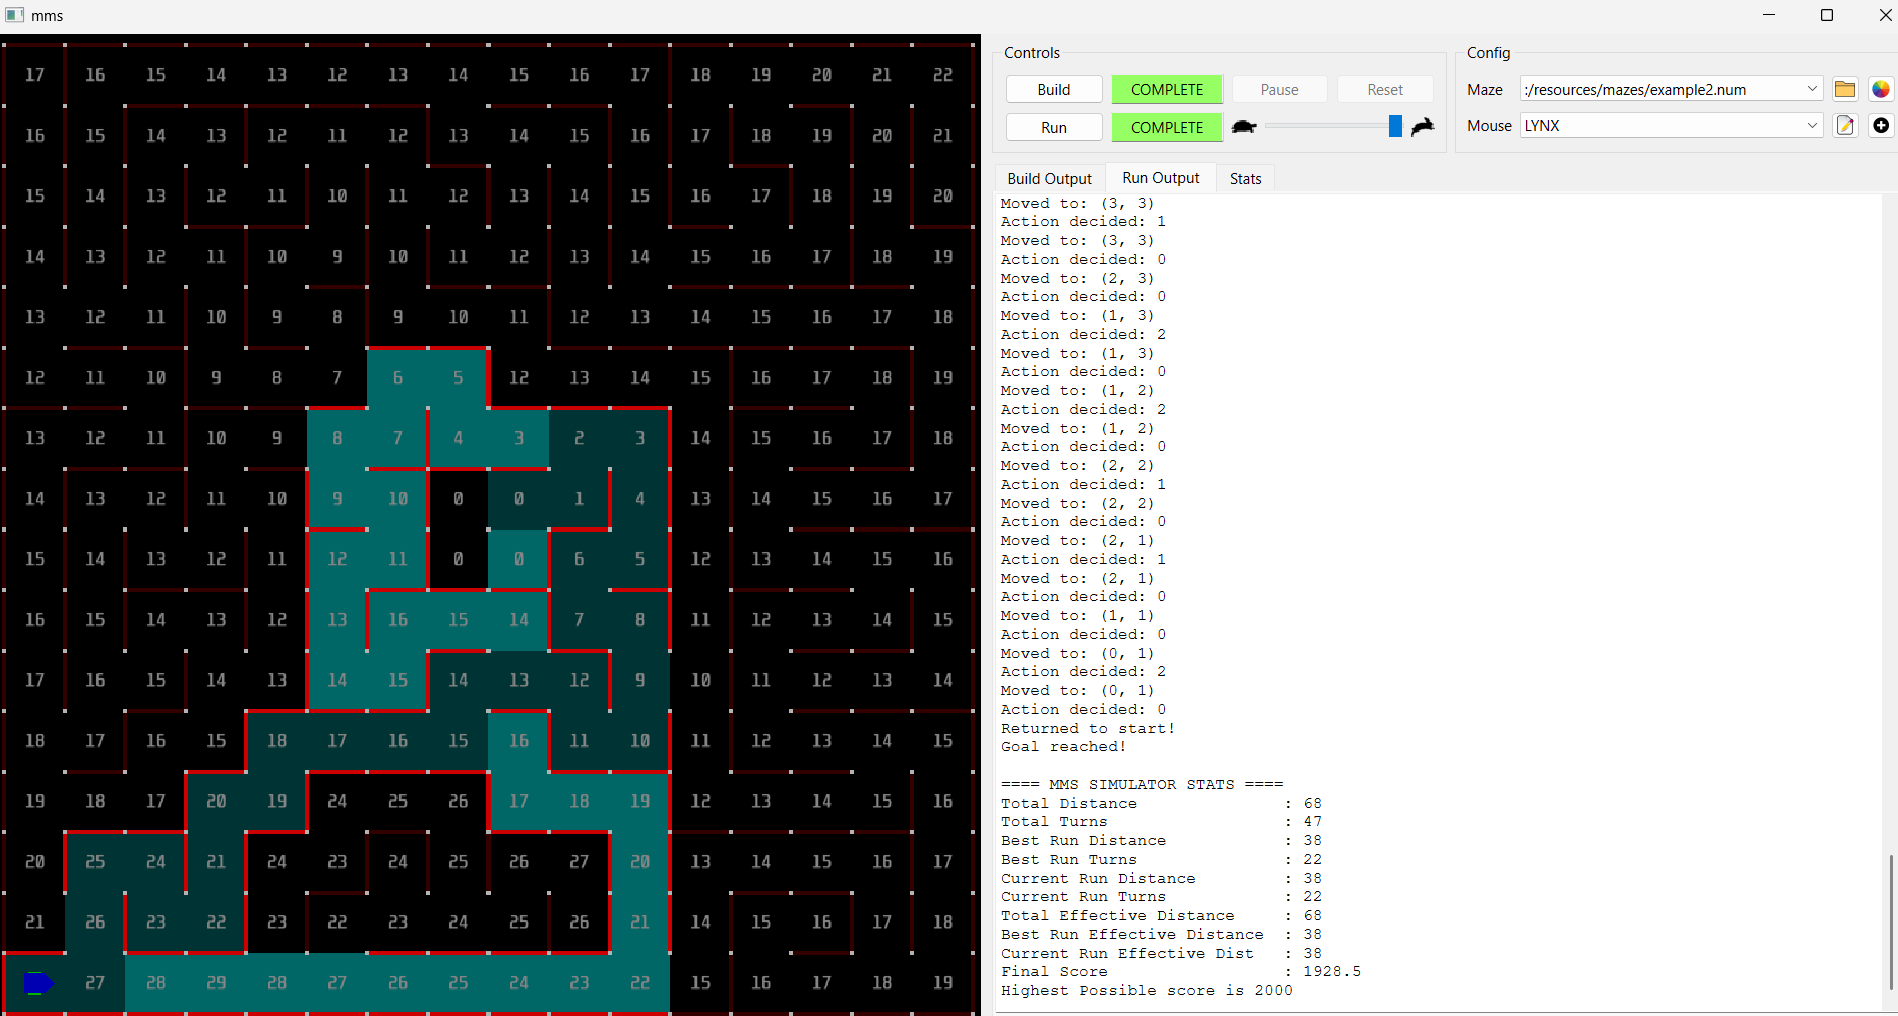 mms
17 16 15 14 13 12 13 14 15 16 17 18 19 20 21 22
16 15 14 13 12 11 12 13 14 15 16 17 18 19 20 21
15 14 13 12 11 10 11 12 13 14 15 16 17 18 19 20
14 13 12 11 10 9 10 11 12 13 14 15 16 17 18 19
13 12 11 10 9 8 9 10 11 12 13 14 15 16 17 18
12 11 10 9 8 7 6 5 12 13 14 15 16 17 18 19
13 12 11 10 9 8 7 4 3 2 3 14 15 16 17 18
14 13 12 11 10 9 10 0 0 1 4 13 14 15 16 17
15 14 13 12 11 12 11 0 0 6 5 12 13 14 15 16
16 15 14 13 12 13 16 15 14 7 8 11 12 13 14 15
17 16 15 14 13 14 15 14 13 12 9 10 11 12 13 14
18 17 16 15 18 17 16 15 16 11 10 11 12 13 14 15
19 18 17 20 19 24 25 26 17 18 19 12 13 14 15 16
20 25 24 21 24 23 24 25 26 27 20 13 14 15 16 17
21 26 23 22 23 22 23 24 25 26 21 14 15 16 17 18
27 28 29 28 27 26 25 24 23 22 15 16 17 18 19
Controls
Build COMPLETE Pause Reset
Run COMPLETE
Config
Maze :/resources/mazes/example2.num
Mouse LYNX
Build Output Run Output Stats
Moved to: (3, 3)
Action decided: 1
Moved to: (3, 3)
Action decided: 0
Moved to: (2, 3)
Action decided: 0
Moved to: (1, 3)
Action decided: 2
Moved to: (1, 3)
Action decided: 0
Moved to: (1, 2)
Action decided: 2
Moved to: (1, 2)
Action decided: 0
Moved to: (2, 2)
Action decided: 1
Moved to: (2, 2)
Action decided: 0
Moved to: (2, 1)
Action decided: 1
Moved to: (2, 1)
Action decided: 0
Moved to: (1, 1)
Action decided: 0
Moved to: (0, 1)
Action decided: 2
Moved to: (0, 1)
Action decided: 0
Returned to start!
Goal reached!
==== MMS SIMULATOR STATS ====
Total Distance : 68
Total Turns : 47
Best Run Distance : 38
Best Run Turns : 22
Current Run Distance : 38
Current Run Turns : 22
Total Effective Distance : 68
Best Run Effective Distance : 38
Current Run Effective Dist : 38
Final Score : 1928.5
Highest Possible score is 2000